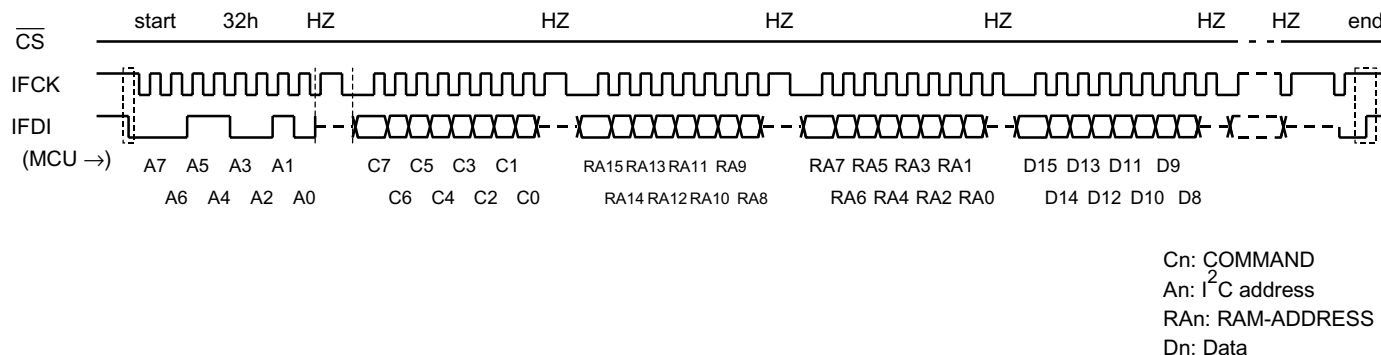 start 32h HZ HZ HZ HZ HZ HZ end
CS
IFCK
IFDI
(MCU →)
A7 A5 A3 A1 C7 C5 C3 C1 RA15 RA13 RA11 RA9 RA7 RA5 RA3 RA1 D15 D13 D11 D9
A6 A4 A2 A0 C6 C4 C2 C0 RA14 RA12 RA10 RA8 RA6 RA4 RA2 RA0 D14 D12 D10 D8
Cn: COMMAND
An: I²C address
RAn: RAM-ADDRESS
Dn: Data